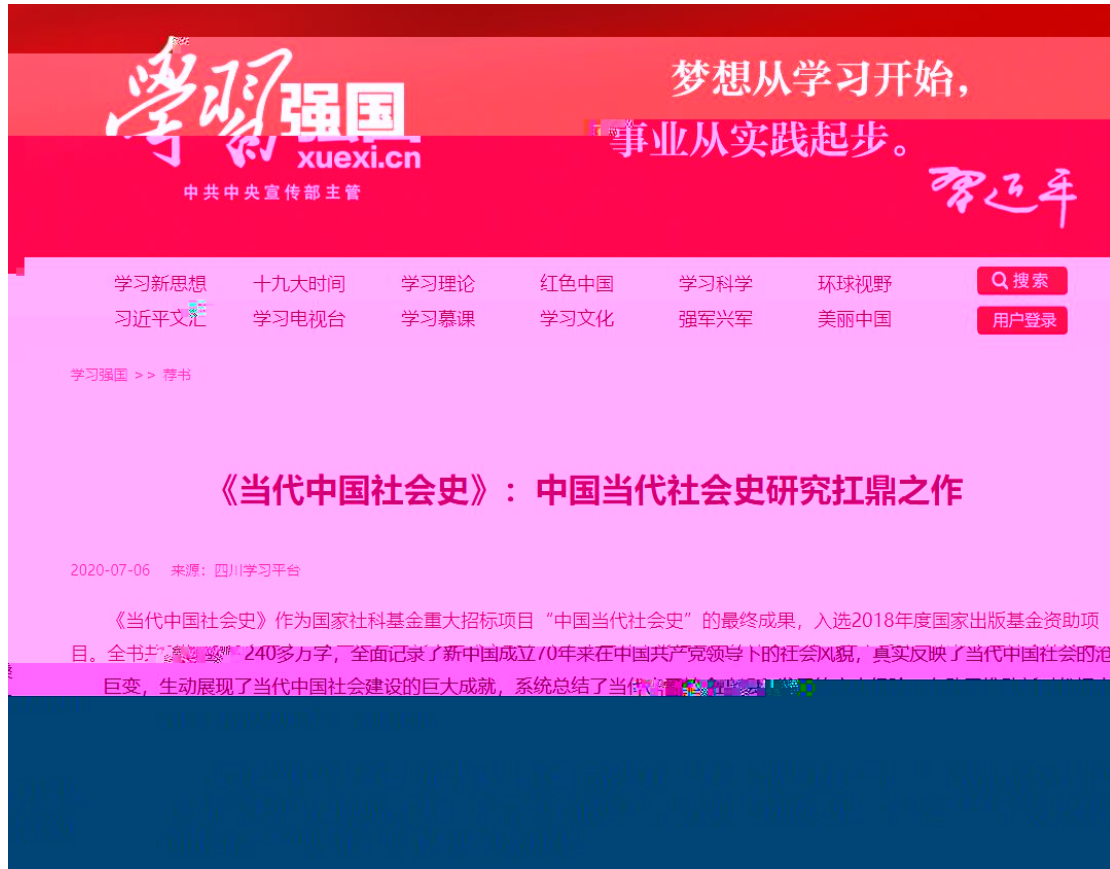 学习强国
xuexi.cn
中共中央宣传部主管
梦想从学习开始，
事业从实践起步。
习近平
学习新思想 十九大时间 学习理论 红色中国 学习科学 环球视野 搜索
习近平文汇 学习电视台 学习慕课 学习文化 强军兴军 美丽中国 用户登录
学习强国 >> 荐书
《当代中国社会史》：中国当代社会史研究扛鼎之作
2020-07-06 来源：四川学习平台
《当代中国社会史》作为国家社科基金重大招标项目“中国当代社会史”的最终成果，入选2018年度国家出版基金资助项
目。全书共 240多万字，全面记录了新中国成立70年来在中国共产党领导下的社会风貌，真实反映了当代中国社会的沧
巨变，生动展现了当代中国社会建设的巨大成就，系统总结了当代